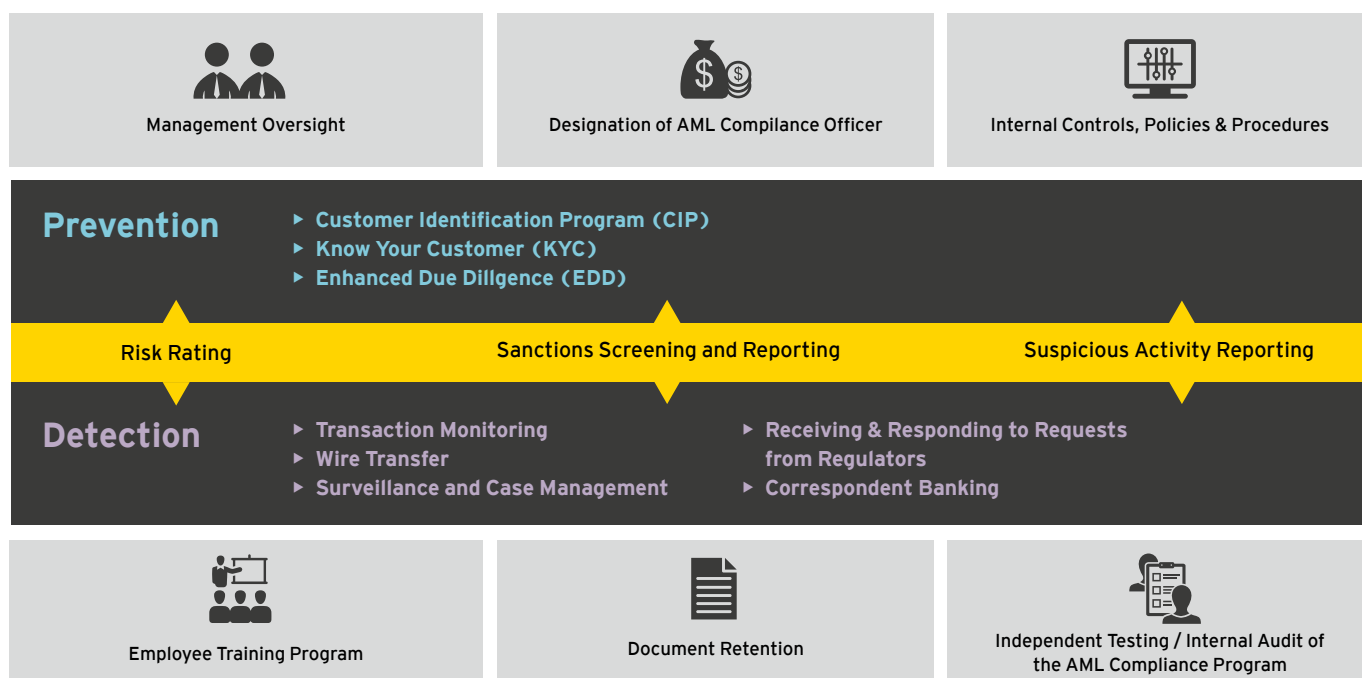 Management Oversight
Designation of AML Compilance Officer
Internal Controls, Policies & Procedures
Prevention
▸ Customer Identification Program (CIP)
▸ Know Your Customer (KYC)
▸ Enhanced Due Dillgence (EDD)
Risk Rating
Sanctions Screening and Reporting
Suspicious Activity Reporting
Detection
▸ Transaction Monitoring
▸ Wire Transfer
▸ Surveillance and Case Management
▸ Receiving & Responding to Requests
from Regulators
▸ Correspondent Banking
Employee Training Program
Document Retention
Independent Testing / Internal Audit of
the AML Compliance Program